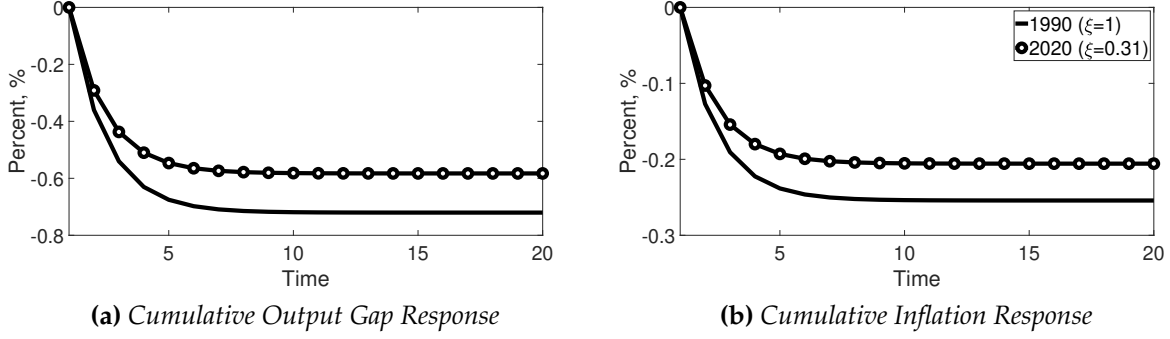 0
-0.2
-0.4
-0.6
-0.8
Percent, %
5
10
15
20
Time
(a) Cumulative Output Gap Response
0
-0.1
-0.2
-0.3
Percent, %
5
10
15
20
Time
1990 (ξ=1)
2020 (ξ=0.31)
(b) Cumulative Inflation Response